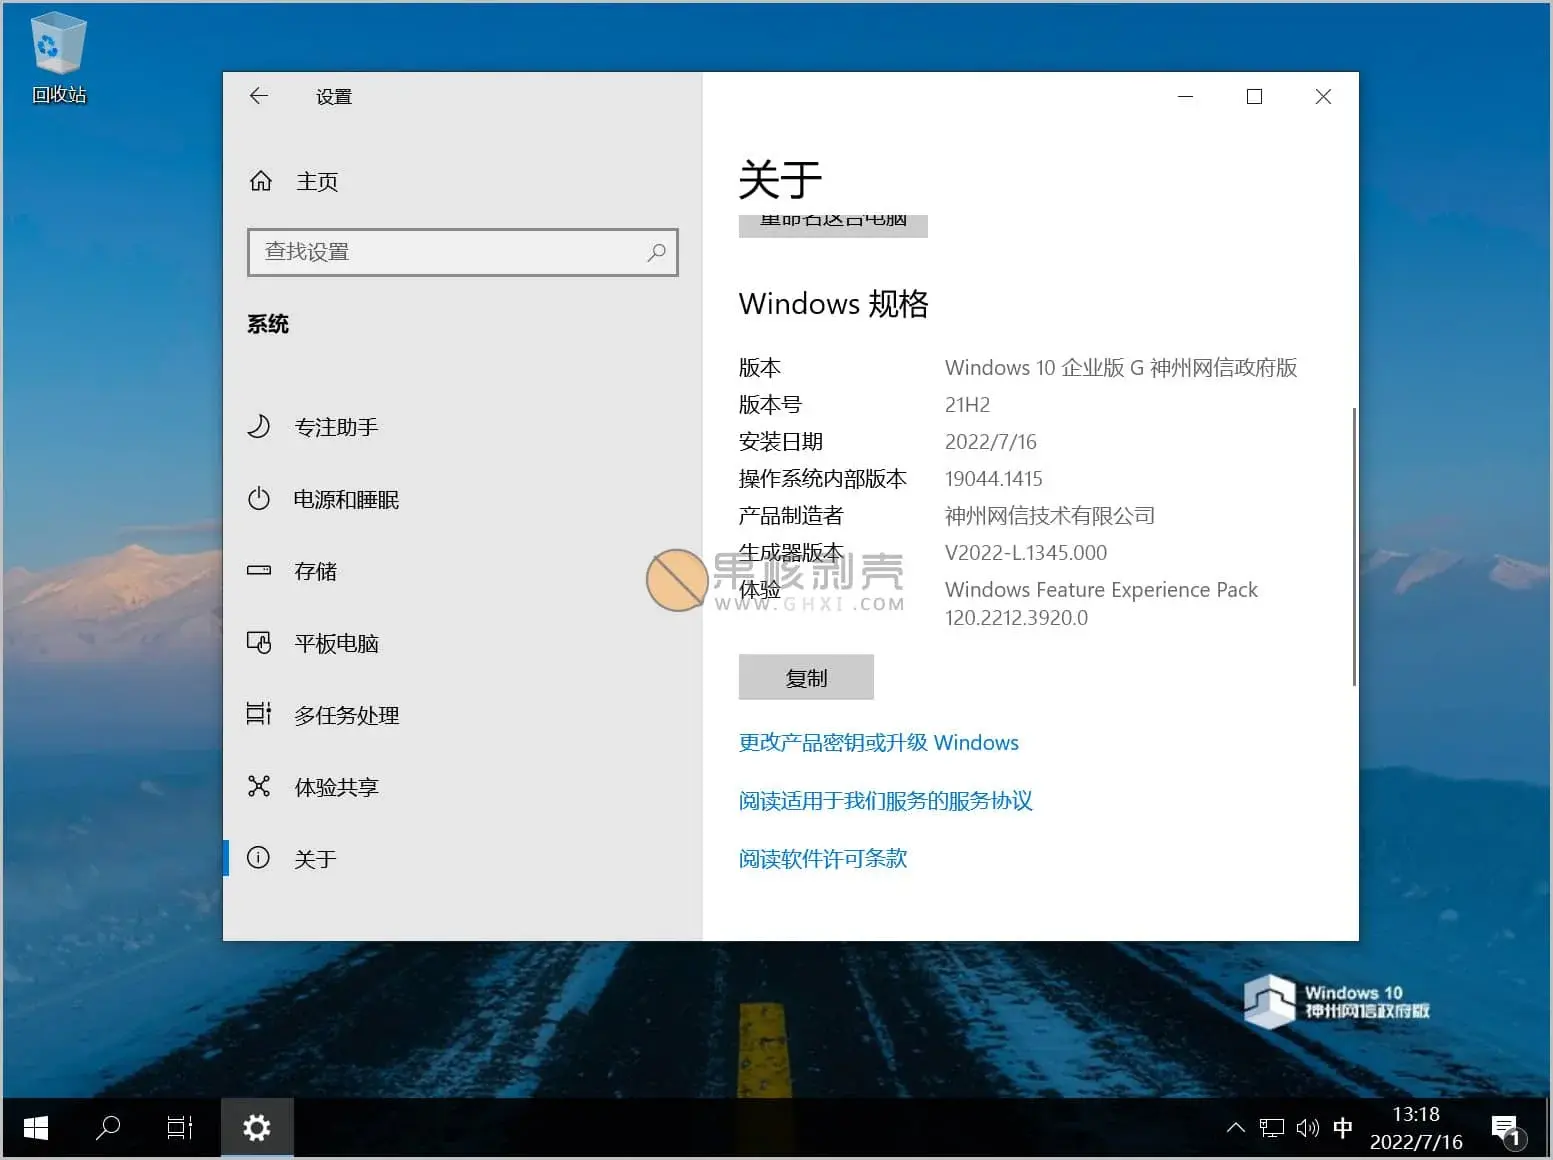 回收站
设置
主页
查找设置
系统
专注助手
电源和睡眠
存储
平板电脑
多任务处理
体验共享
关于
关于
重命名这台电脑
Windows 规格
版本 Windows 10 企业版 G 神州网信政府版
版本号 21H2
安装日期 2022/7/16
操作系统内部版本 19044.1415
产品制造者 神州网信技术有限公司
生成器版本 V2022-L.1345.000
体验 Windows Feature Experience Pack
120.2212.3920.0
果核剥壳
WWW.GHXI.COM
复制
更改产品密钥或升级 Windows
阅读适用于我们服务的服务协议
阅读软件许可条款
Windows 10
神州网信政府版
中
13:18
2022/7/16
1